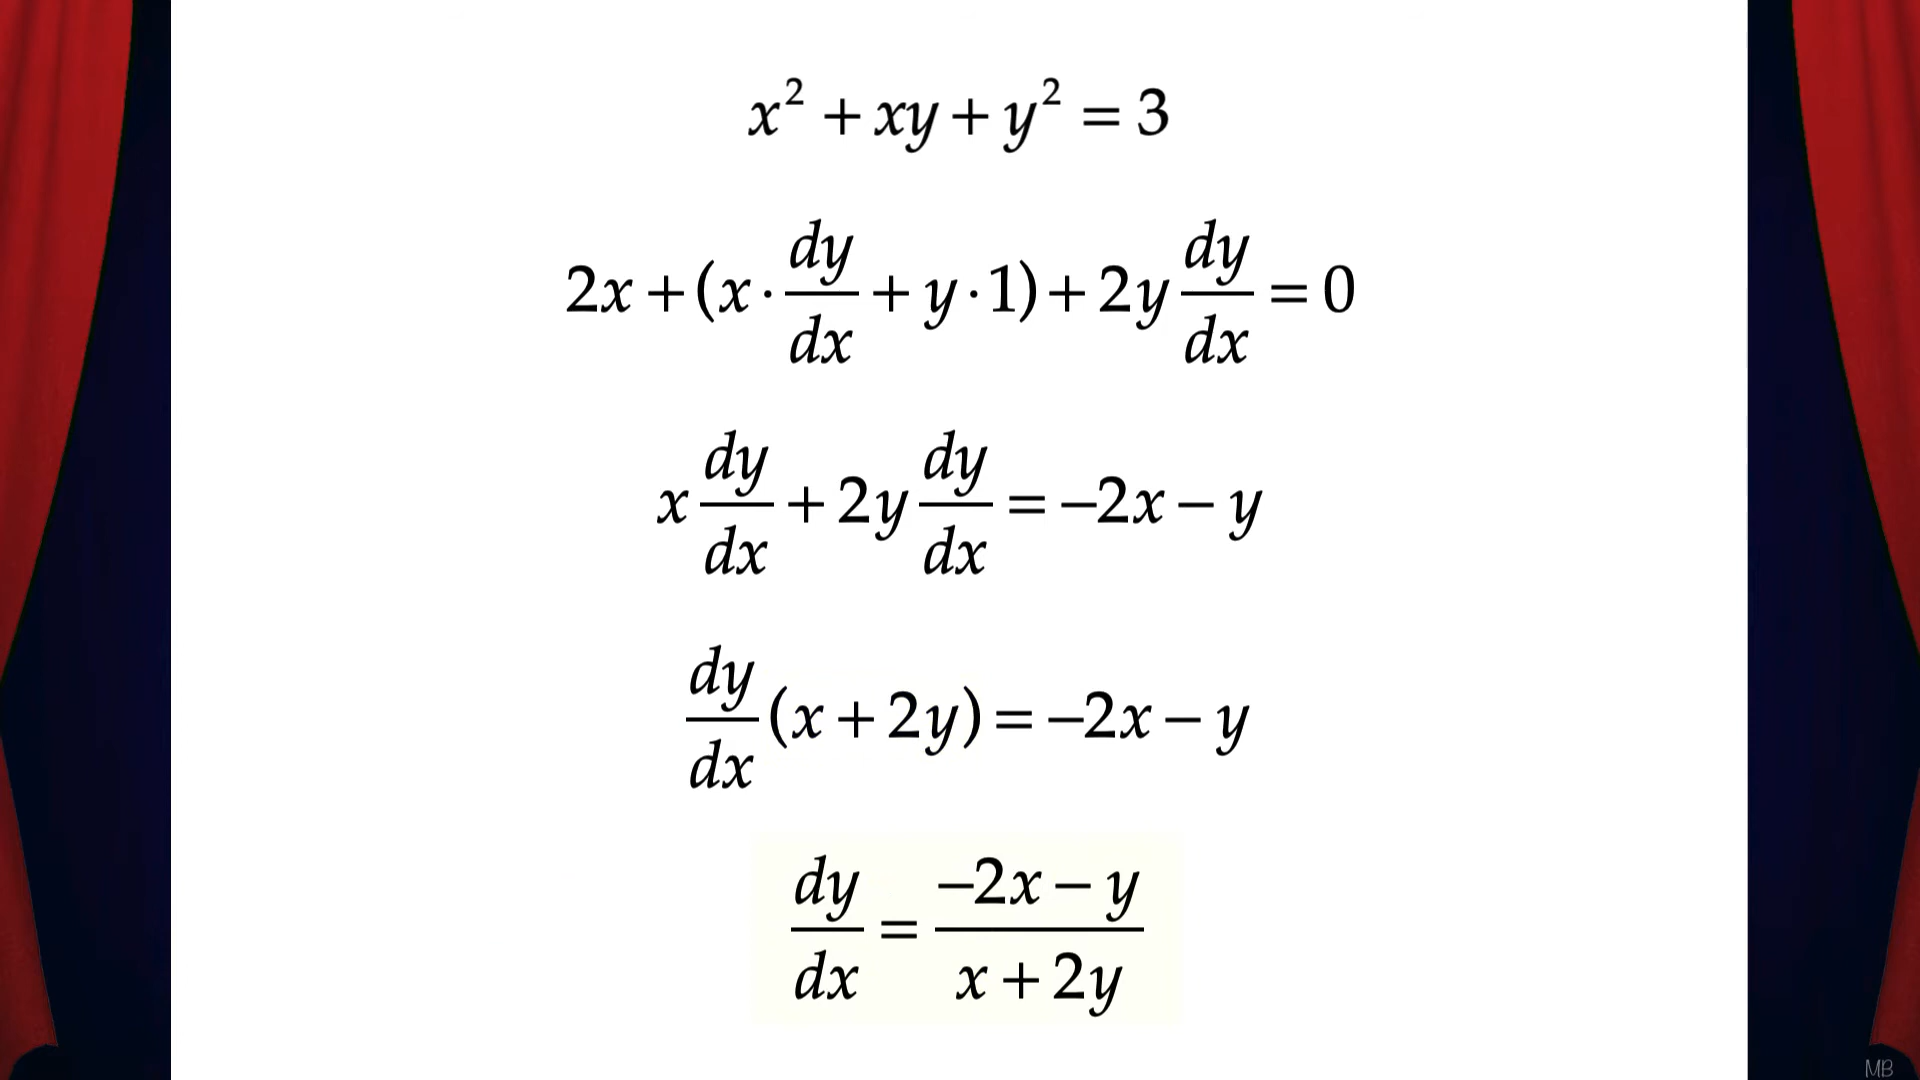 x² + xy + y² = 3
2x + (x · dy/dx + y · 1) + 2y dy/dx = 0
x dy/dx + 2y dy/dx = −2x − y
dy/dx (x + 2y) = −2x − y
dy/dx = (−2x − y)/(x + 2y)
MB